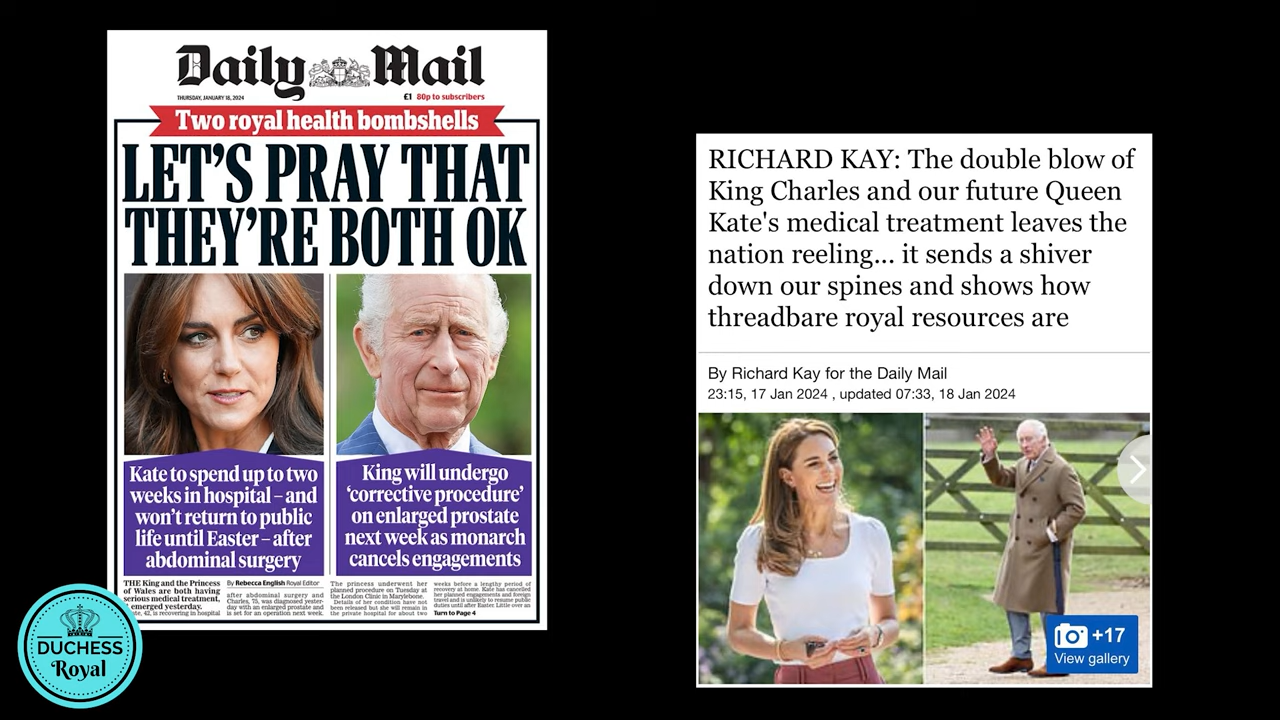 Daily Mail
THURSDAY, JANUARY 18, 2024
£1 80p to subscribers
Two royal health bombshells
LET'S PRAY THAT
THEY'RE BOTH OK
Kate to spend up to two
weeks in hospital – and
won't return to public
life until Easter – after
abdominal surgery
King will undergo
'corrective procedure'
on enlarged prostate
next week as monarch
cancels engagements
THE King and the Princess
of Wales are both having
serious medical treatment,
it emerged yesterday.
42, is recovering in hospital
By Rebecca English Royal Editor
after abdominal surgery and
Charles, 75, was diagnosed yester-
day with an enlarged prostate and
is set for an operation next week.
The princess underwent her
planned procedure on Tuesday at
the London Clinic in Marylebone.
Details of her condition have not
been released but she will remain in
the private hospital for about two
weeks before a lengthy period of
recovery at home. Kate has cancelled
her planned engagements and foreign
travel and is unlikely to resume public
duties until after Easter. Little over an
Turn to Page 4
DUCHESS
Royal
RICHARD KAY: The double blow of
King Charles and our future Queen
Kate's medical treatment leaves the
nation reeling... it sends a shiver
down our spines and shows how
threadbare royal resources are
By Richard Kay for the Daily Mail
23:15, 17 Jan 2024 , updated 07:33, 18 Jan 2024
+17
View gallery